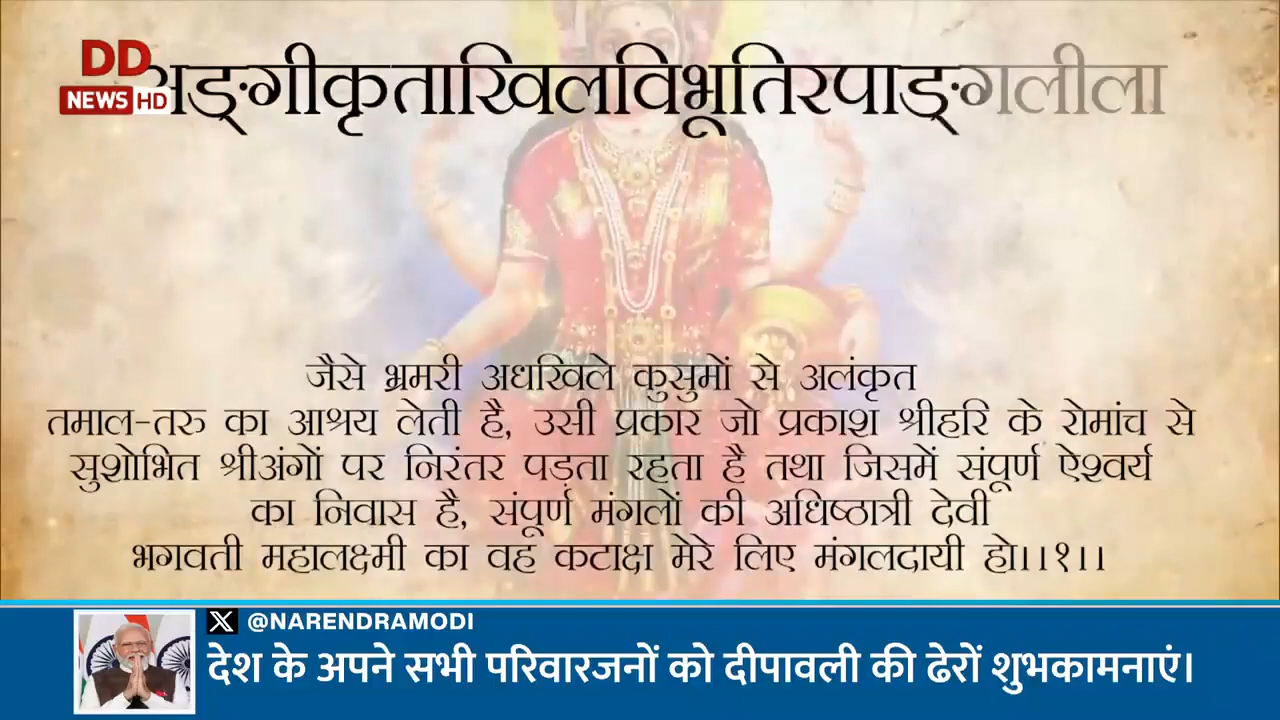 DD
NEWS HD
अङ्गीकृताखिलविभूतिरपाङ्गलीला
जैसे भ्रमरी अधखिले कुसुमों से अलंकृत
तमाल-तरु का आश्रय लेती है, उसी प्रकार जो प्रकाश श्रीहरि के रोमांच से
सुशोभित श्रीअंगों पर निरंतर पड़ता रहता है तथा जिसमें संपूर्ण ऐश्वर्य
का निवास है, संपूर्ण मंगलों की अधिष्ठात्री देवी
भगवती महालक्ष्मी का वह कटाक्ष मेरे लिए मंगलदायी हो।।१।।
X @NARENDRAMODI
देश के अपने सभी परिवारजनों को दीपावली की ढेरों शुभकामनाएं।